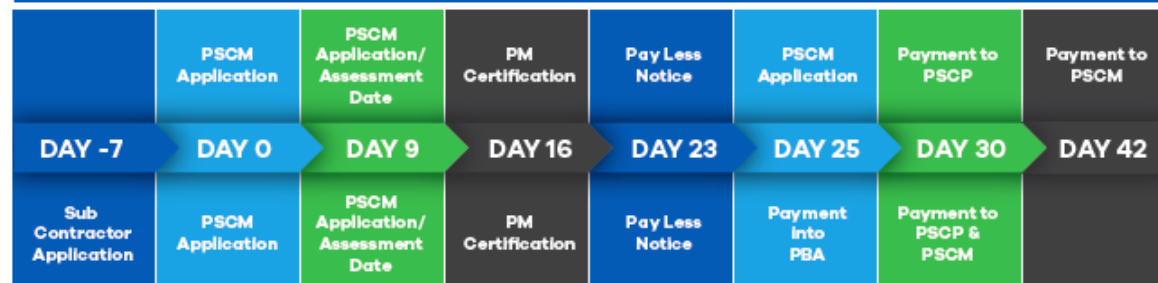 PSCM
Application
PSCM
Application/
Assessment
Date
PM
Certification
Pay Less
Notice
PSCM
Application
Payment to
PSCP
Payment to
PSCM
DAY -7
DAY 0
DAY 9
DAY 16
DAY 23
DAY 25
DAY 30
DAY 42
Sub
Contractor
Application
PSCM
Application
PSCM
Application/
Assessment
Date
PM
Certification
Pay Less
Notice
Payment
into
PBA
Payment to
PSCP &
PSCM